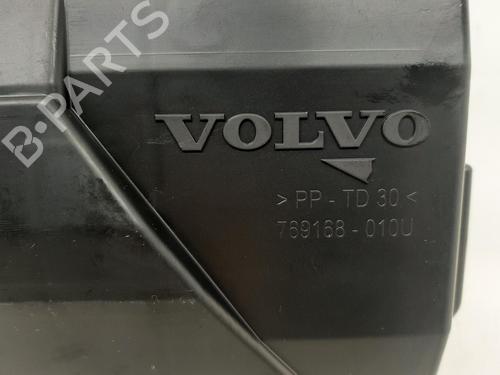 B-PARTS
VOLVO
> PP - TD 30 <
769168 - 010U